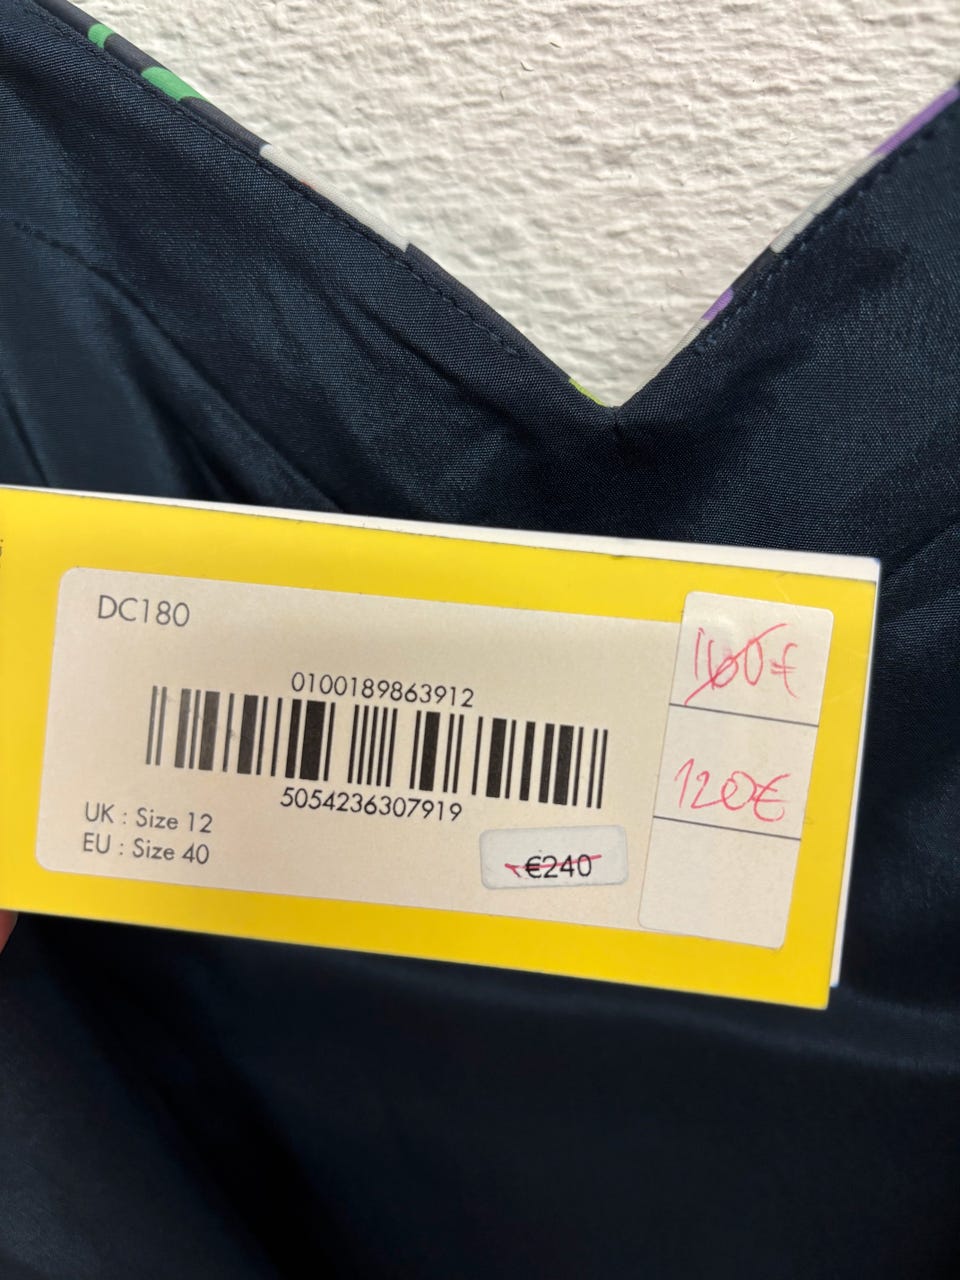 DC180
0100189863912
5054236307919
UK : Size 12
EU : Size 40
€240
160€
120€